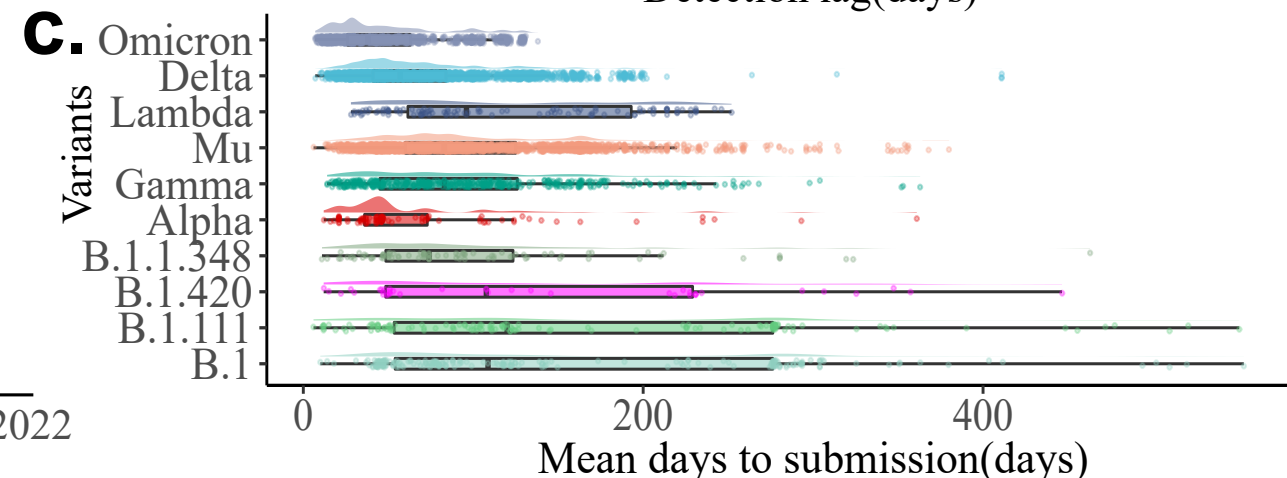 Detection lag(days)
C.
Variants
Omicron
Delta
Lambda
Mu
Gamma
Alpha
B.1.1.348
B.1.420
B.1.111
B.1
2022
0 200 400
Mean days to submission(days)